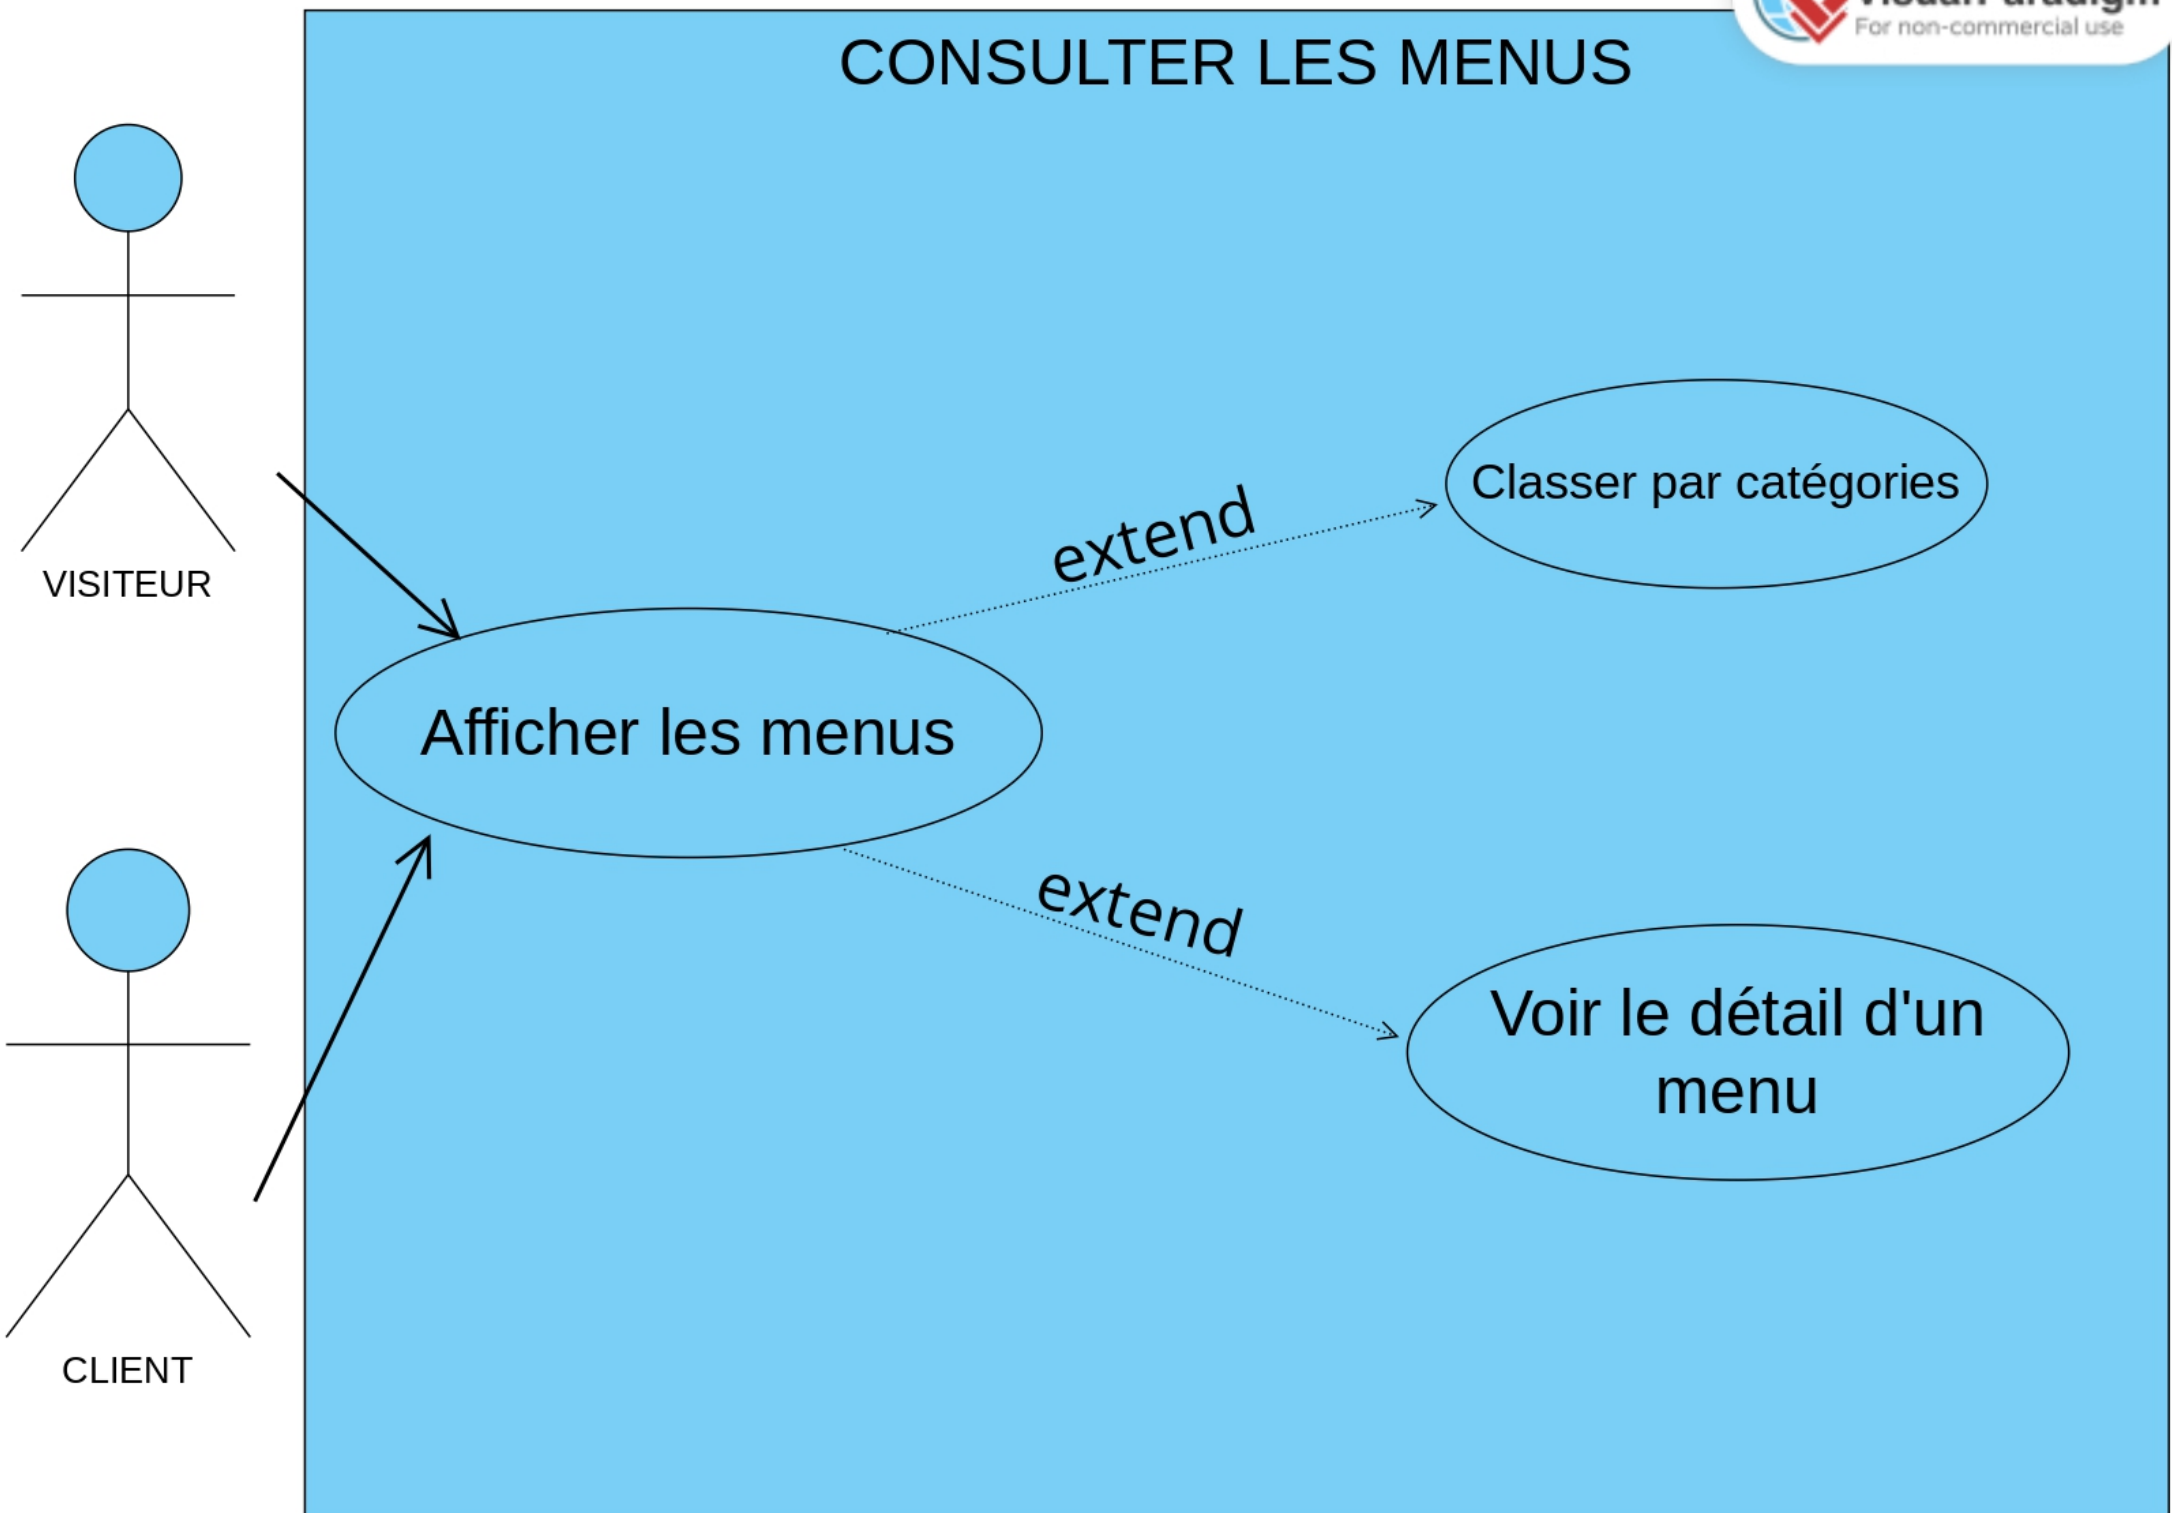 CONSULTER LES MENUS
For non-commercial use
VISITEUR
Classer par catégories
extend
Afficher les menus
extend
Voir le détail d'un
menu
CLIENT